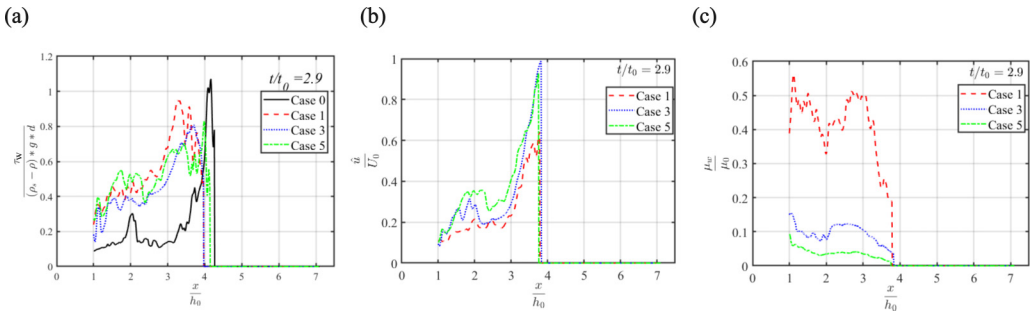 (a)
(b)
(c)
t/t0 =2.9
Case 0
Case 1
Case 3
Case 5
τw
(ρs − ρ) * g * d
1.2
1
0.8
0.6
0.4
0.2
0
0 1 2 3 4 5 6 7
x
h0
t/t0 = 2.9
Case 1
Case 3
Case 5
û
U0
1
0.8
0.6
0.4
0.2
0
0 1 2 3 4 5 6 7
x
h0
t/t0 = 2.9
Case 1
Case 3
Case 5
μw
μ0
0.6
0.5
0.4
0.3
0.2
0.1
0
0 1 2 3 4 5 6 7
x
h0